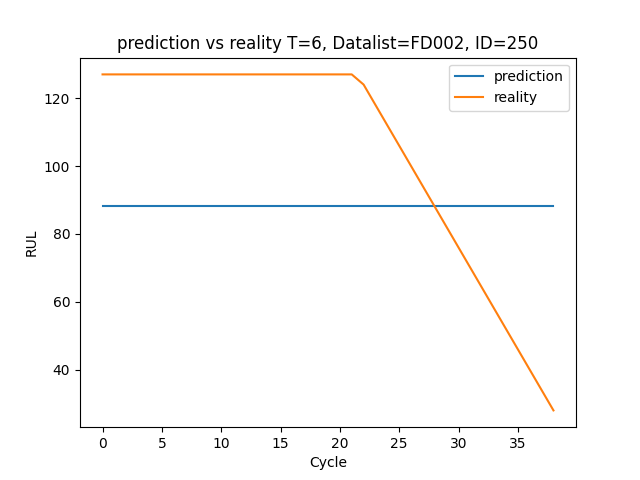 prediction vs reality T=6, Datalist=FD002, ID=250
prediction
reality
RUL
120
100
80
60
40
0 5 10 15 20 25 30 35
Cycle